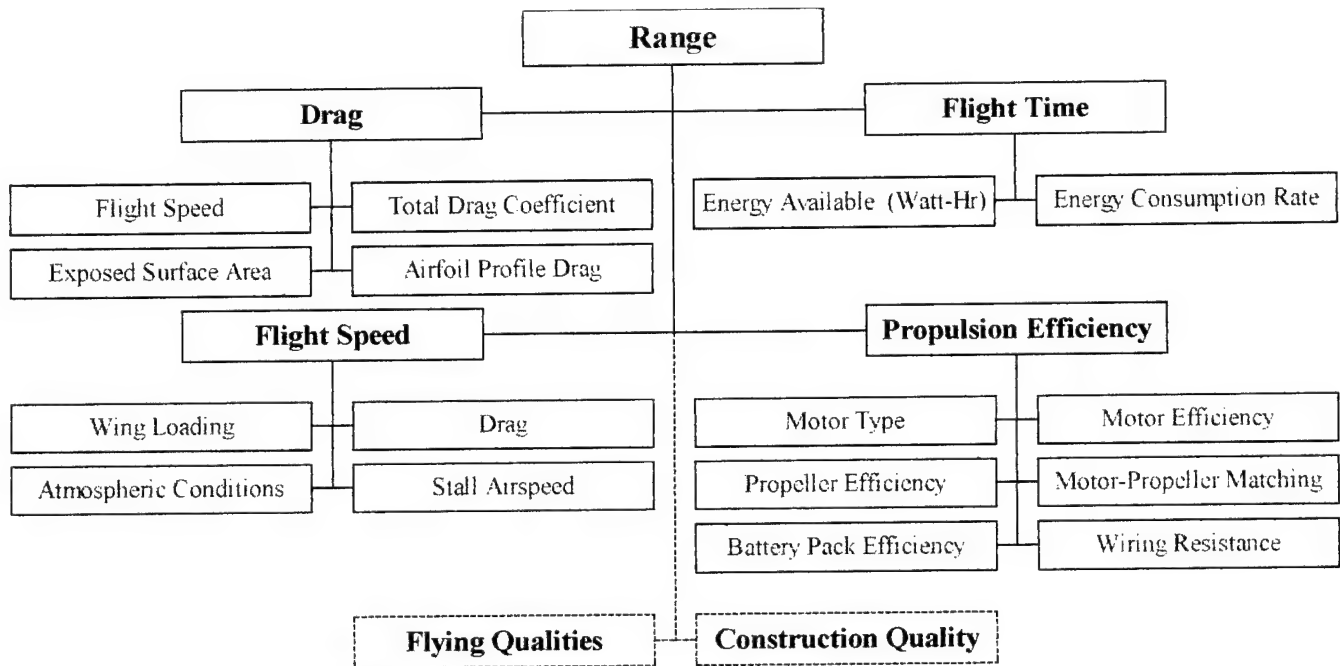 Range
Drag
Flight Time
Flight Speed
Total Drag Coefficient
Energy Available (Watt-Hr)
Energy Consumption Rate
Exposed Surface Area
Airfoil Profile Drag
Flight Speed
Propulsion Efficiency
Wing Loading
Drag
Motor Type
Motor Efficiency
Atmospheric Conditions
Stall Airspeed
Propeller Efficiency
Motor-Propeller Matching
Battery Pack Efficiency
Wiring Resistance
Flying Qualities
Construction Quality